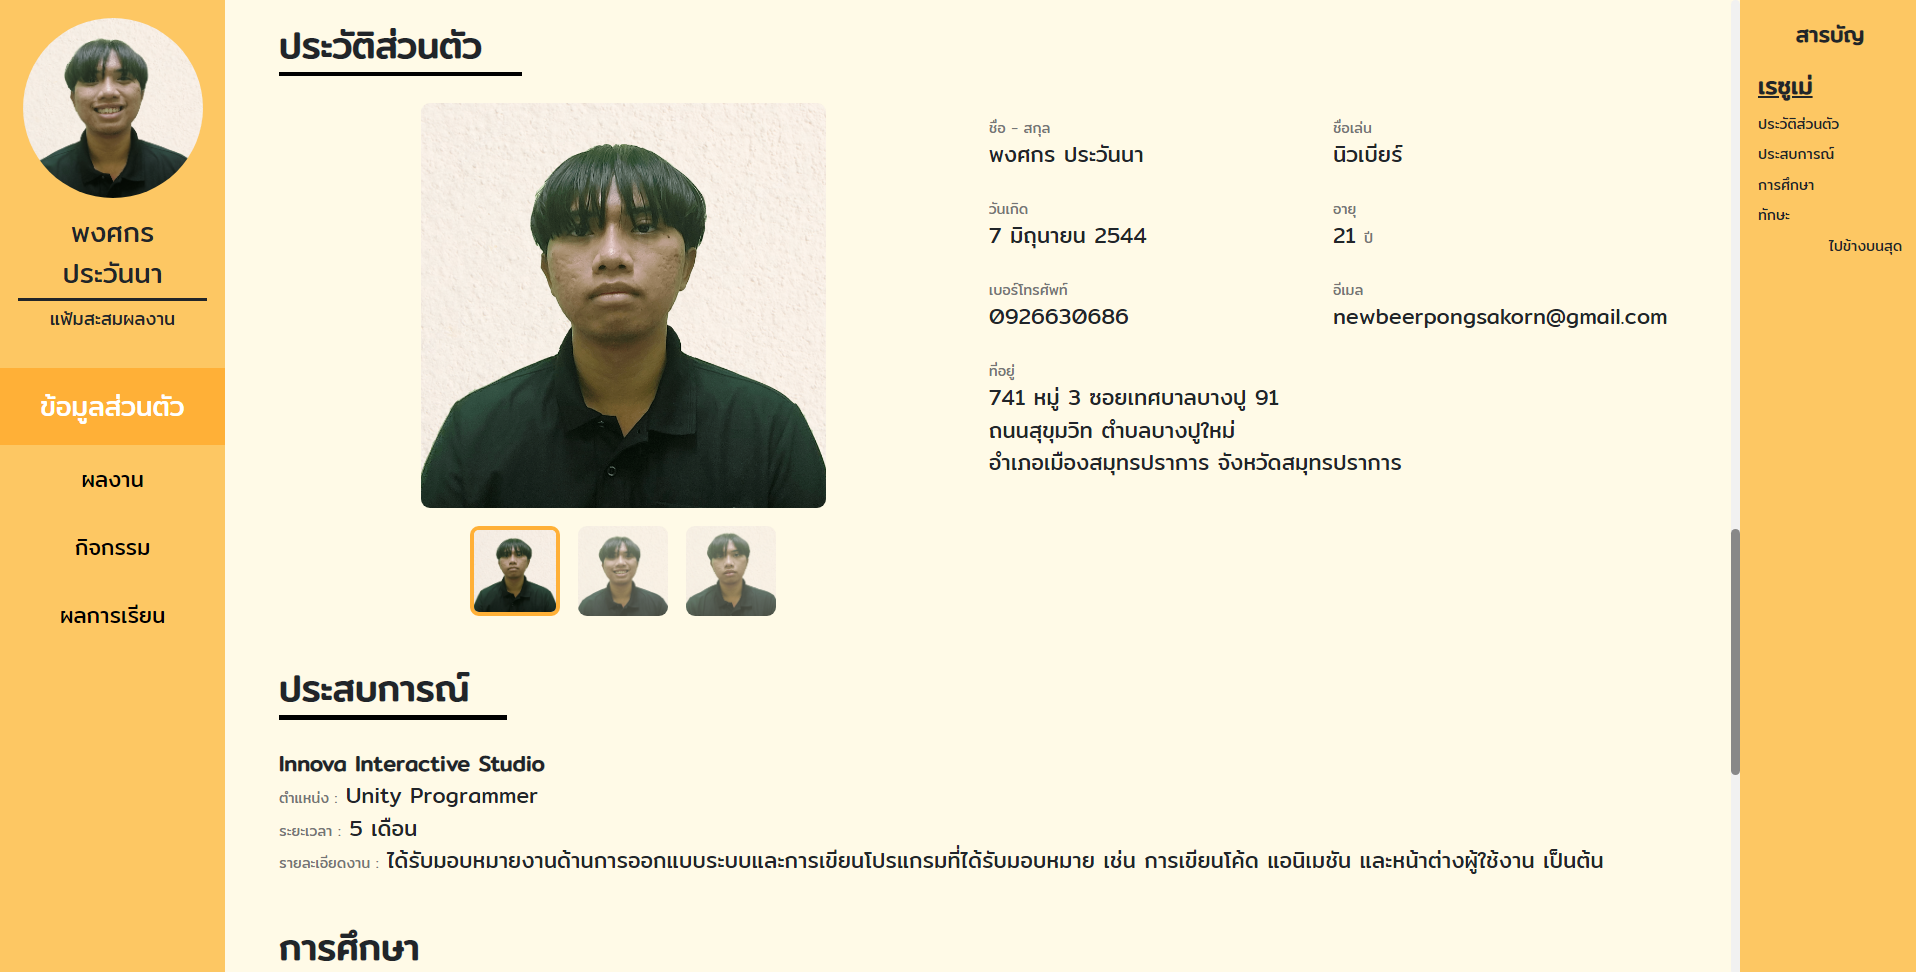 พงศกร
ประวันนา
แฟ้มสะสมผลงาน
ข้อมูลส่วนตัว
ผลงาน
กิจกรรม
ผลการเรียน
ประวัติส่วนตัว
ชื่อ - สกุล
พงศกร ประวันนา
ชื่อเล่น
นิวเบียร์
วันเกิด
7 มิถุนายน 2544
อายุ
21 ปี
เบอร์โทรศัพท์
0926630686
อีเมล
newbeerpongsakorn@gmail.com
ที่อยู่
741 หมู่ 3 ซอยเทศบาลบางปู 91
ถนนสุขุมวิท ตำบลบางปูใหม่
อำเภอเมืองสมุทรปราการ จังหวัดสมุทรปราการ
ประสบการณ์
Innova Interactive Studio
ตำแหน่ง : Unity Programmer
ระยะเวลา : 5 เดือน
รายละเอียดงาน : ได้รับมอบหมายงานด้านการออกแบบระบบและการเขียนโปรแกรมที่ได้รับมอบหมาย เช่น การเขียนโค้ด แอนิเมชัน และหน้าต่างผู้ใช้งาน เป็นต้น
การศึกษา
สารบัญ
เรซูเม่
ประวัติส่วนตัว
ประสบการณ์
การศึกษา
ทักษะ
ไปข้างบนสุด